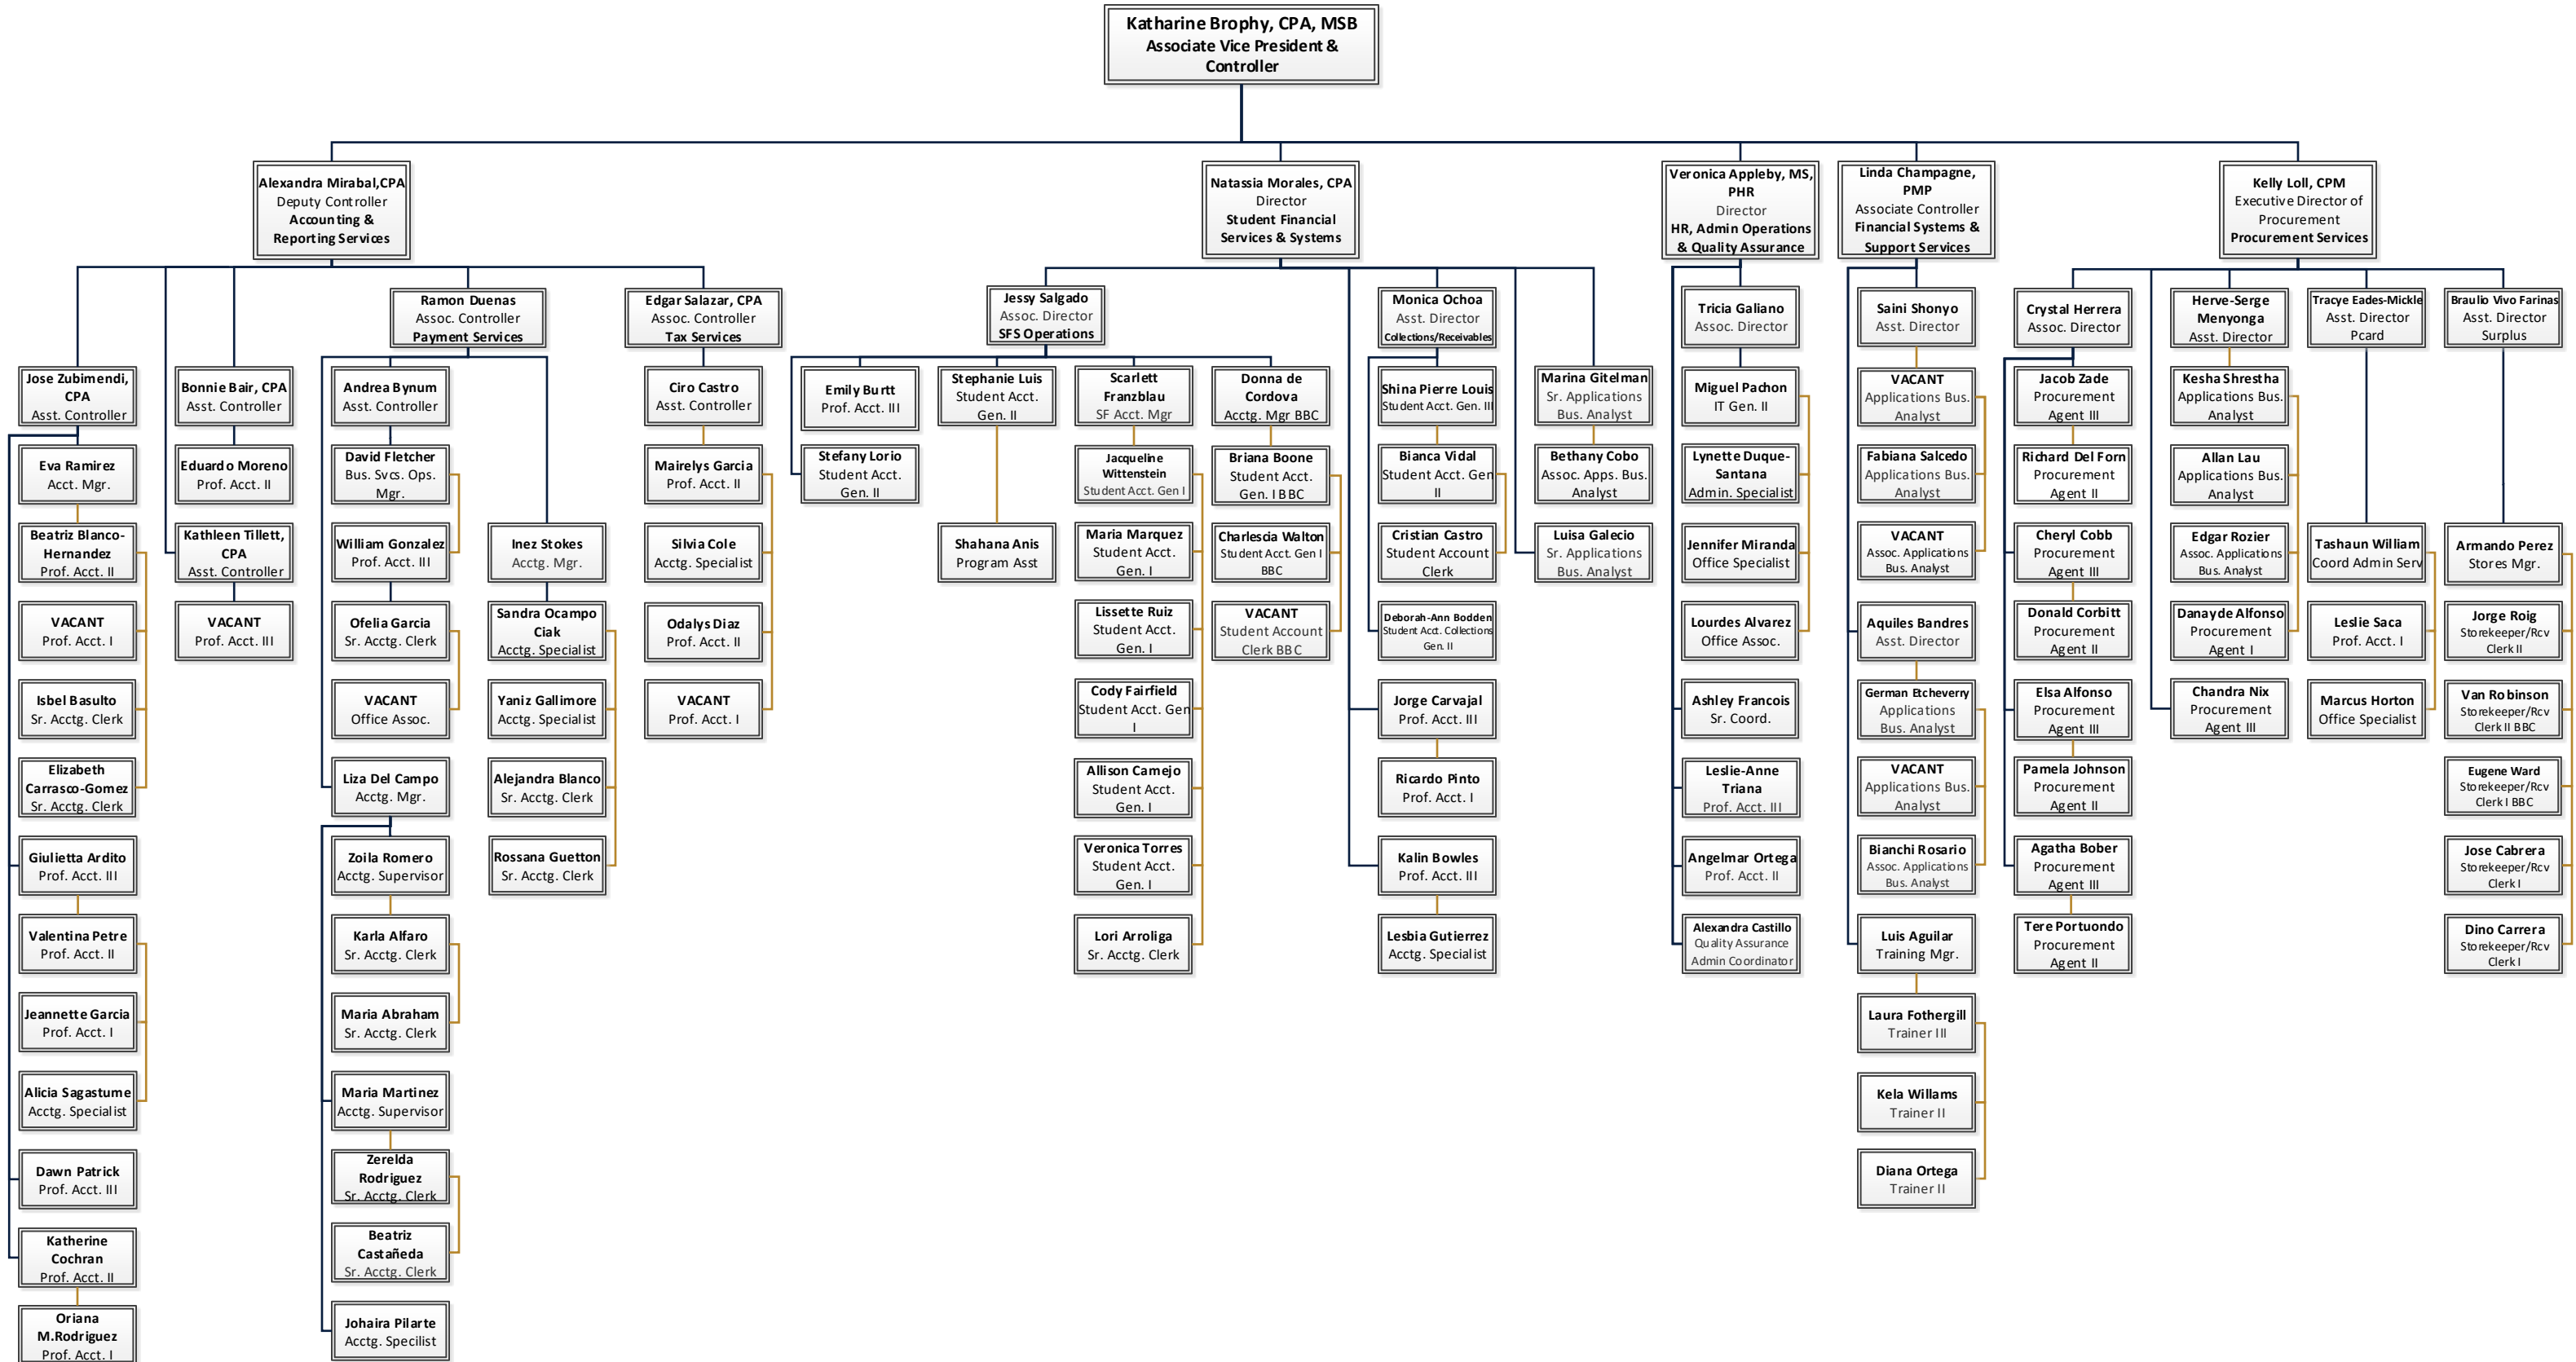 Katharine Brophy, CPA, MSB
Associate Vice President &
Controller
Alexandra Mirabal,CPA
Deputy Controller
Accounting &
Reporting Services
Natassia Morales, CPA
Director
Student Financial
Services & Systems
Veronica Appleby, MS,
PHR
Director
HR, Admin Operations
& Quality Assurance
Linda Champagne,
PMP
Associate Controller
Financial Systems &
Support Services
Kelly Loll, CPM
Executive Director of
Procurement
Procurement Services
Jose Zubimendi,
CPA
Asst. Controller
Eva Ramirez
Acct. Mgr.
Beatriz Blanco-
Hernandez
Prof. Acct. II
VACANT
Prof. Acct. I
Isbel Basulto
Sr. Acctg. Clerk
Elizabeth
Carrasco-Gomez
Sr. Acctg. Clerk
Giulietta Ardito
Prof. Acct. III
Valentina Petre
Prof. Acct. II
Jeannette Garcia
Prof. Acct. I
Alicia Sagastume
Acctg. Specialist
Dawn Patrick
Prof. Acct. III
Katherine
Cochran
Prof. Acct. II
Oriana
M.Rodriguez
Prof. Acct. I
Bonnie Bair, CPA
Asst. Controller
Eduardo Moreno
Prof. Acct. II
Kathleen Tillett,
CPA
Asst. Controller
VACANT
Prof. Acct. III
Ramon Duenas
Assoc. Controller
Payment Services
Andrea Bynum
Asst. Controller
David Fletcher
Bus. Svcs. Ops.
Mgr.
William Gonzalez
Prof. Acct. III
Ofelia Garcia
Sr. Acctg. Clerk
VACANT
Office Assoc.
Liza Del Campo
Acctg. Mgr.
Zoila Romero
Acctg. Supervisor
Karla Alfaro
Sr. Acctg. Clerk
Maria Abraham
Sr. Acctg. Clerk
Maria Martinez
Acctg. Supervisor
Zerelda
Rodriguez
Sr. Acctg. Clerk
Beatriz
Castañeda
Sr. Acctg. Clerk
Johaira Pilarte
Acctg. Specilist
Inez Stokes
Acctg. Mgr.
Sandra Ocampo
Ciak
Acctg. Specialist
Yaniz Gallimore
Acctg. Specialist
Alejandra Blanco
Sr. Acctg. Clerk
Rossana Guetton
Sr. Acctg. Clerk
Edgar Salazar, CPA
Assoc. Controller
Tax Services
Ciro Castro
Asst. Controller
Mairelys Garcia
Prof. Acct. II
Silvia Cole
Acctg. Specialist
Odalys Diaz
Prof. Acct. II
VACANT
Prof. Acct. I
Jessy Salgado
Assoc. Director
SFS Operations
Emily Burtt
Prof. Acct. III
Stefany Lorio
Student Acct.
Gen. II
Stephanie Luis
Student Acct.
Gen. II
Shahana Anis
Program Asst
Scarlett
Franzblau
SF Acct. Mgr
Jacqueline
Wittenstein
Student Acct. Gen I
Maria Marquez
Student Acct.
Gen. I
Lissette Ruiz
Student Acct.
Gen. I
Cody Fairfield
Student Acct. Gen
I
Allison Camejo
Student Acct.
Gen. I
Veronica Torres
Student Acct.
Gen. I
Lori Arroliga
Sr. Acctg. Clerk
Donna de
Cordova
Acctg. Mgr BBC
Briana Boone
Student Acct.
Gen. I BBC
Charlescia Walton
Student Acct. Gen I
BBC
VACANT
Student Account
Clerk BBC
Monica Ochoa
Asst. Director
Collections/Receivables
Shina Pierre Louis
Student Acct. Gen. III
Bianca Vidal
Student Acct. Gen
II
Cristian Castro
Student Account
Clerk
Deborah-Ann Bodden
Student Acct. Collections
Gen. II
Jorge Carvajal
Prof. Acct. III
Ricardo Pinto
Prof. Acct. I
Kalin Bowles
Prof. Acct. III
Lesbia Gutierrez
Acctg. Specialist
Marina Gitelman
Sr. Applications
Bus. Analyst
Bethany Cobo
Assoc. Apps. Bus.
Analyst
Luisa Galecio
Sr. Applications
Bus. Analyst
Tricia Galiano
Assoc. Director
Miguel Pachon
IT Gen. II
Lynette Duque-
Santana
Admin. Specialist
Jennifer Miranda
Office Specialist
Lourdes Alvarez
Office Assoc.
Ashley Francois
Sr. Coord.
Leslie-Anne
Triana
Prof. Acct. III
Angelmar Ortega
Prof. Acct. II
Alexandra Castillo
Quality Assurance
Admin Coordinator
Saini Shonyo
Asst. Director
VACANT
Applications Bus.
Analyst
Fabiana Salcedo
Applications Bus.
Analyst
VACANT
Assoc. Applications
Bus. Analyst
Aquiles Bandres
Asst. Director
German Etcheverry
Applications
Bus. Analyst
VACANT
Applications Bus.
Analyst
Bianchi Rosario
Assoc. Applications
Bus. Analyst
Luis Aguilar
Training Mgr.
Laura Fothergill
Trainer III
Kela Willams
Trainer II
Diana Ortega
Trainer II
Crystal Herrera
Assoc. Director
Jacob Zade
Procurement
Agent III
Richard Del Forn
Procurement
Agent II
Cheryl Cobb
Procurement
Agent III
Donald Corbitt
Procurement
Agent II
Elsa Alfonso
Procurement
Agent III
Pamela Johnson
Procurement
Agent II
Agatha Bober
Procurement
Agent III
Tere Portuondo
Procurement
Agent II
Herve-Serge
Menyonga
Asst. Director
Kesha Shrestha
Applications Bus.
Analyst
Allan Lau
Applications Bus.
Analyst
Edgar Rozier
Assoc. Applications
Bus. Analyst
Danayde Alfonso
Procurement
Agent I
Chandra Nix
Procurement
Agent III
Tracye Eades-Mickle
Asst. Director
Pcard
Tashaun William
Coord Admin Serv
Leslie Saca
Prof. Acct. I
Marcus Horton
Office Specialist
Braulio Vivo Farinas
Asst. Director
Surplus
Armando Perez
Stores Mgr.
Jorge Roig
Storekeeper/Rcv
Clerk II
Van Robinson
Storekeeper/Rcv
Clerk II BBC
Eugene Ward
Storekeeper/Rcv
Clerk I BBC
Jose Cabrera
Storekeeper/Rcv
Clerk I
Dino Carrera
Storekeeper/Rcv
Clerk I